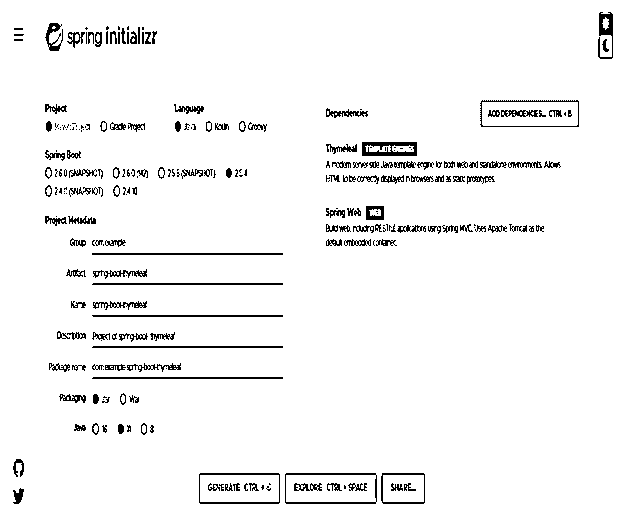 spring initializr
Project
Maven Project Gradle Project
Language
Java Kotlin Groovy
Spring Boot
2.6.0 (SNAPSHOT) 2.6.0 (M2) 2.5.5 (SNAPSHOT) 2.5.4
2.4.11 (SNAPSHOT) 2.4.10
Project Metadata
Group com.example
Artifact spring-boot-thymeleaf
Name spring-boot-thymeleaf
Description Project of spring-boot-thymeleaf
Package name com.example.spring-boot-thymeleaf
Packaging Jar War
Java 16 11 8
Dependencies
ADD DEPENDENCIES... CTRL + B
Thymeleaf TEMPLATE ENGINES
A modern server-side Java template engine for both web and standalone environments. Allows
HTML to be correctly displayed in browsers and as static prototypes.
Spring Web WEB
Build web, including RESTful, applications using Spring MVC. Uses Apache Tomcat as the
default embedded container.
GENERATE CTRL +
EXPLORE CTRL + SPACE
SHARE...